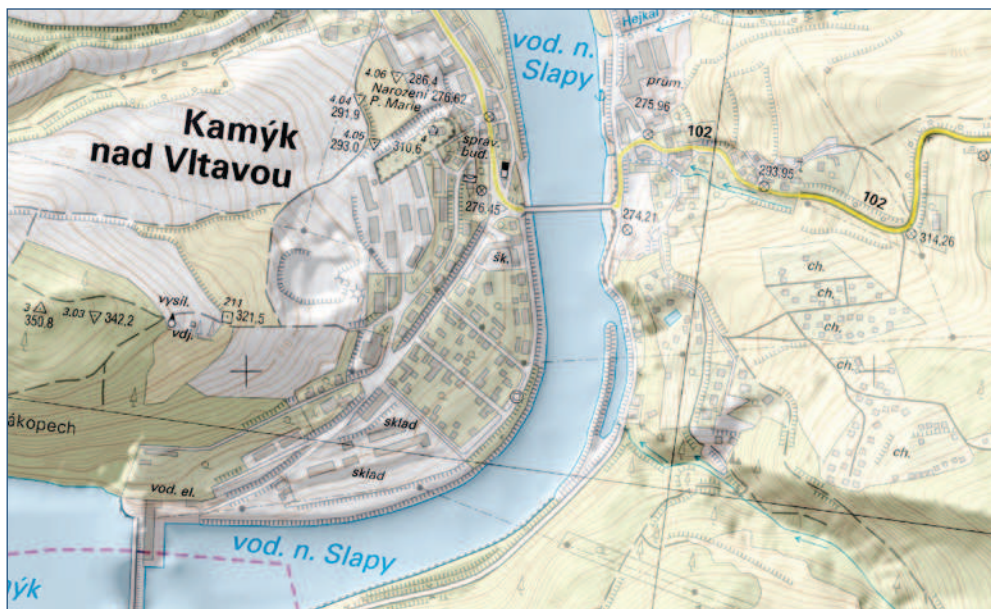 Hejkal
vod. n.
Slapy
4.06 286,4
Narození 276,62
P. Marie
4.04
291,9
prům.
275,96
Kamýk
nad Vltavou
4.05
293,0
4
310,6
správ.
bud.
102
293,95
276,45
274,21
102
314,26
šk.
ch.
ch.
ch.
ch.
ch.
vysíl.
211
321,5
3
350,8
3.03 342,2
vdj.
ákopech
sklad
sklad
vod. el.
vod. n. Slapy
mýk